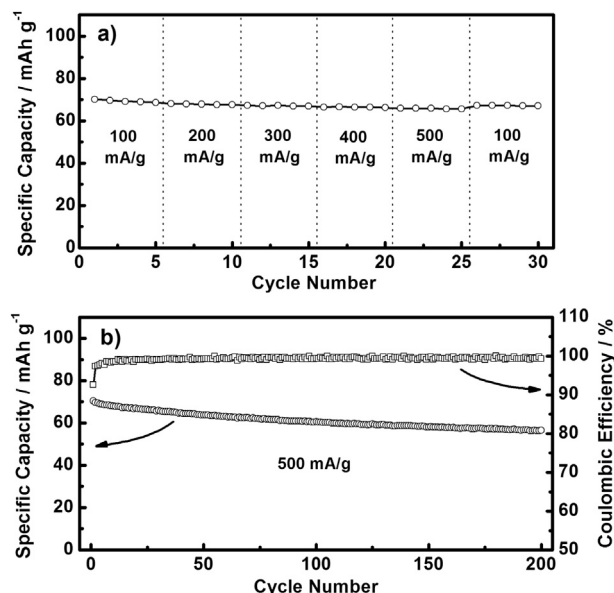 a)
Specific Capacity / mAh g⁻¹
100
80
60
40
20
0
100 mA/g
200 mA/g
300 mA/g
400 mA/g
500 mA/g
100 mA/g
0 5 10 15 20 25 30
Cycle Number
b)
Specific Capacity / mAh g⁻¹
100
80
60
40
20
0
500 mA/g
110
100
90
80
70
60
50
Coulombic Efficiency / %
0 50 100 150 200
Cycle Number